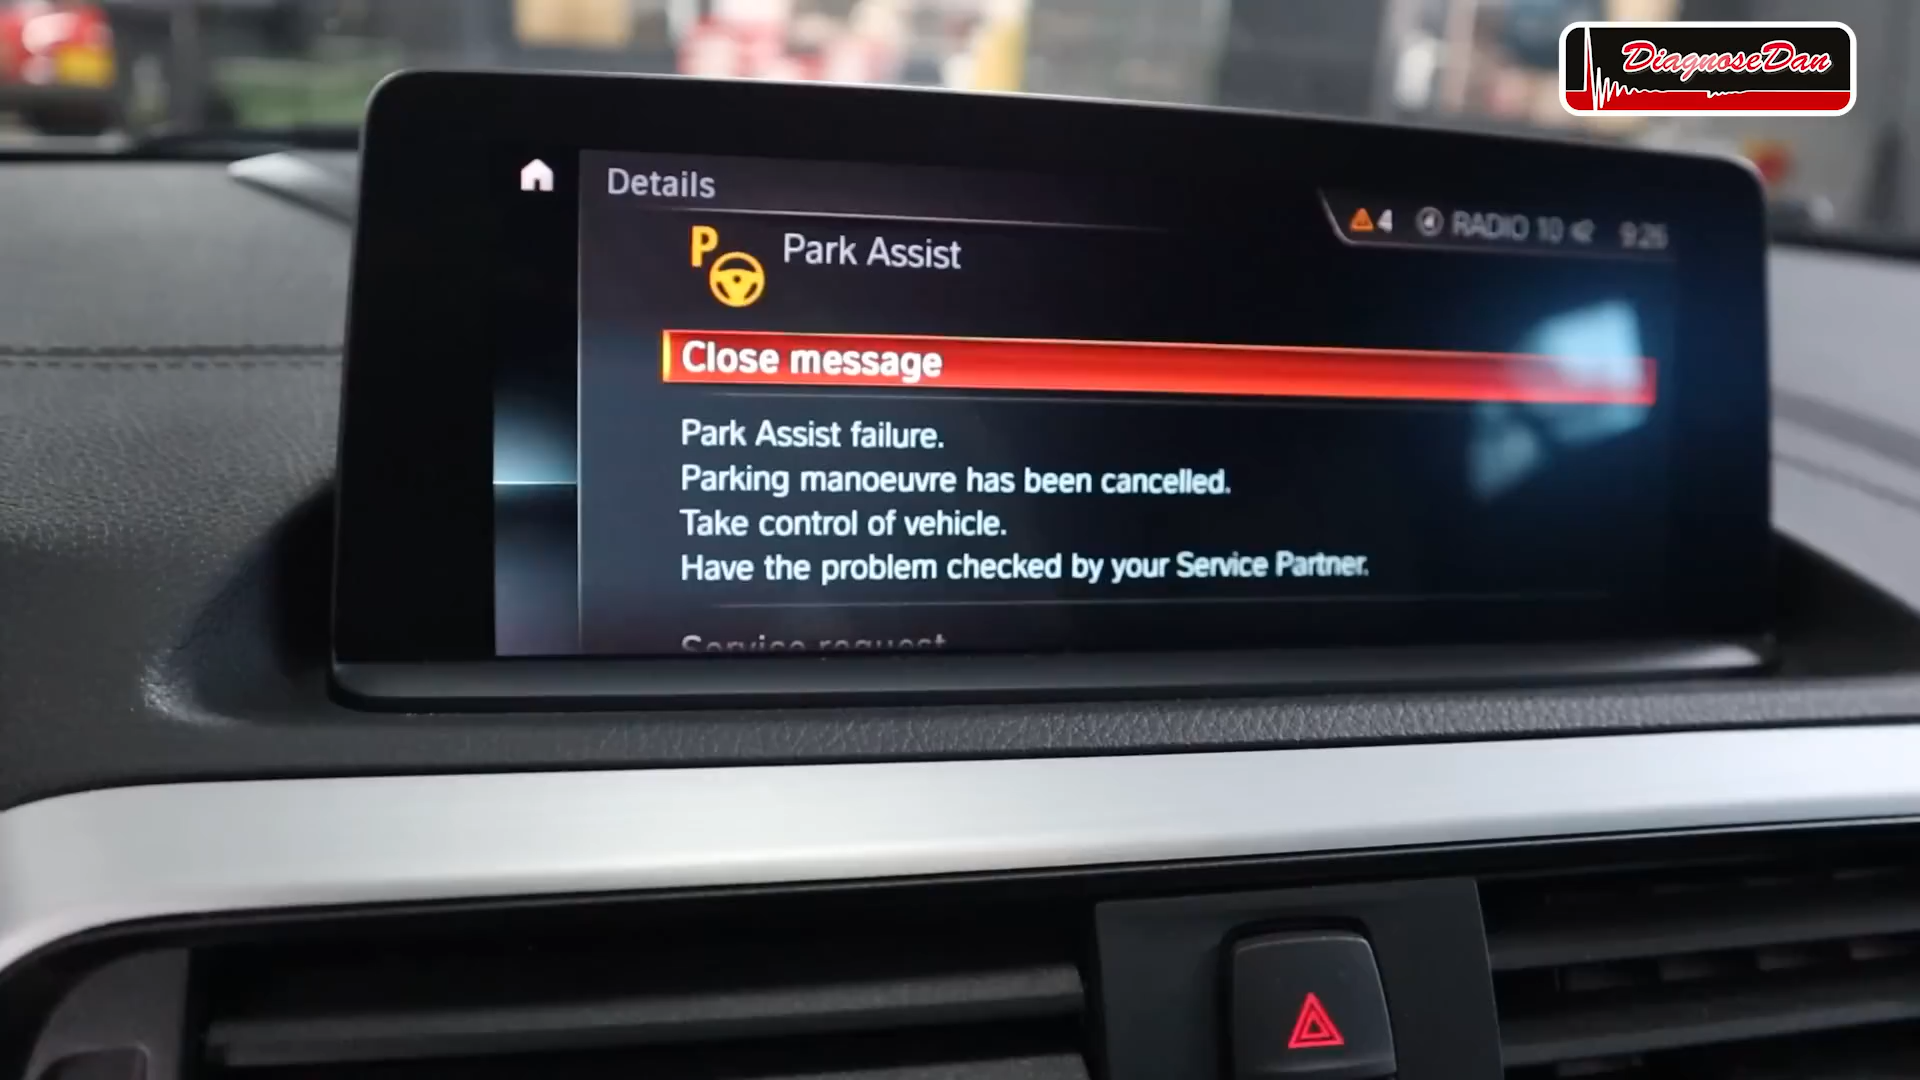 DiagnoseDan
Details
4 RADIO 10 9:26
P Park Assist
Close message
Park Assist failure.
Parking manoeuvre has been cancelled.
Take control of vehicle.
Have the problem checked by your Service Partner.
Service request